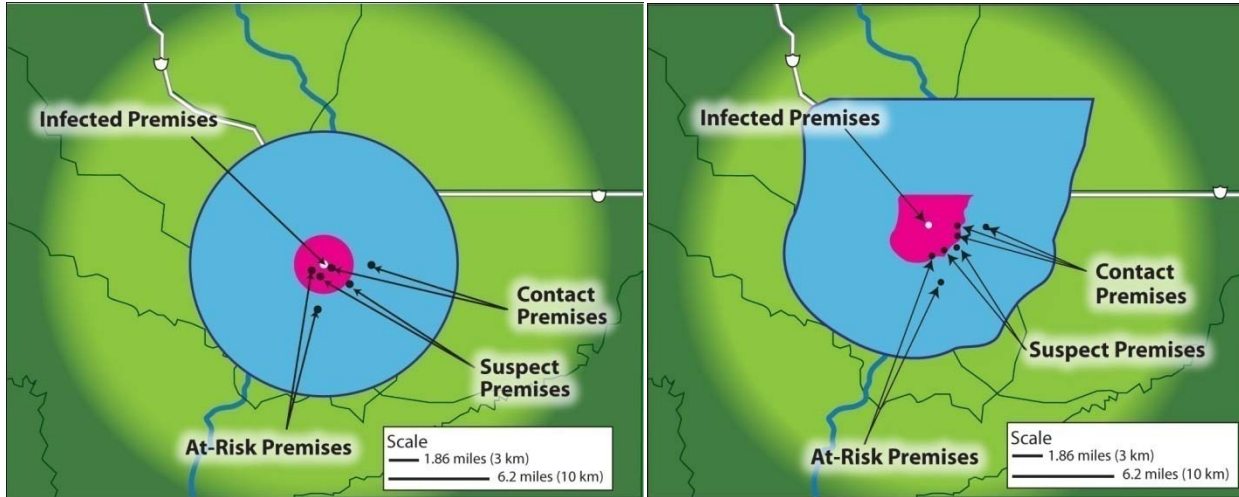 Infected Premises
Contact
Premises
Suspect
Premises
At-Risk Premises
Scale
1.86 miles (3 km)
6.2 miles (10 km)
Infected Premises
Contact
Premises
Suspect Premises
At-Risk Premises
Scale
1.86 miles (3 km)
6.2 miles (10 km)